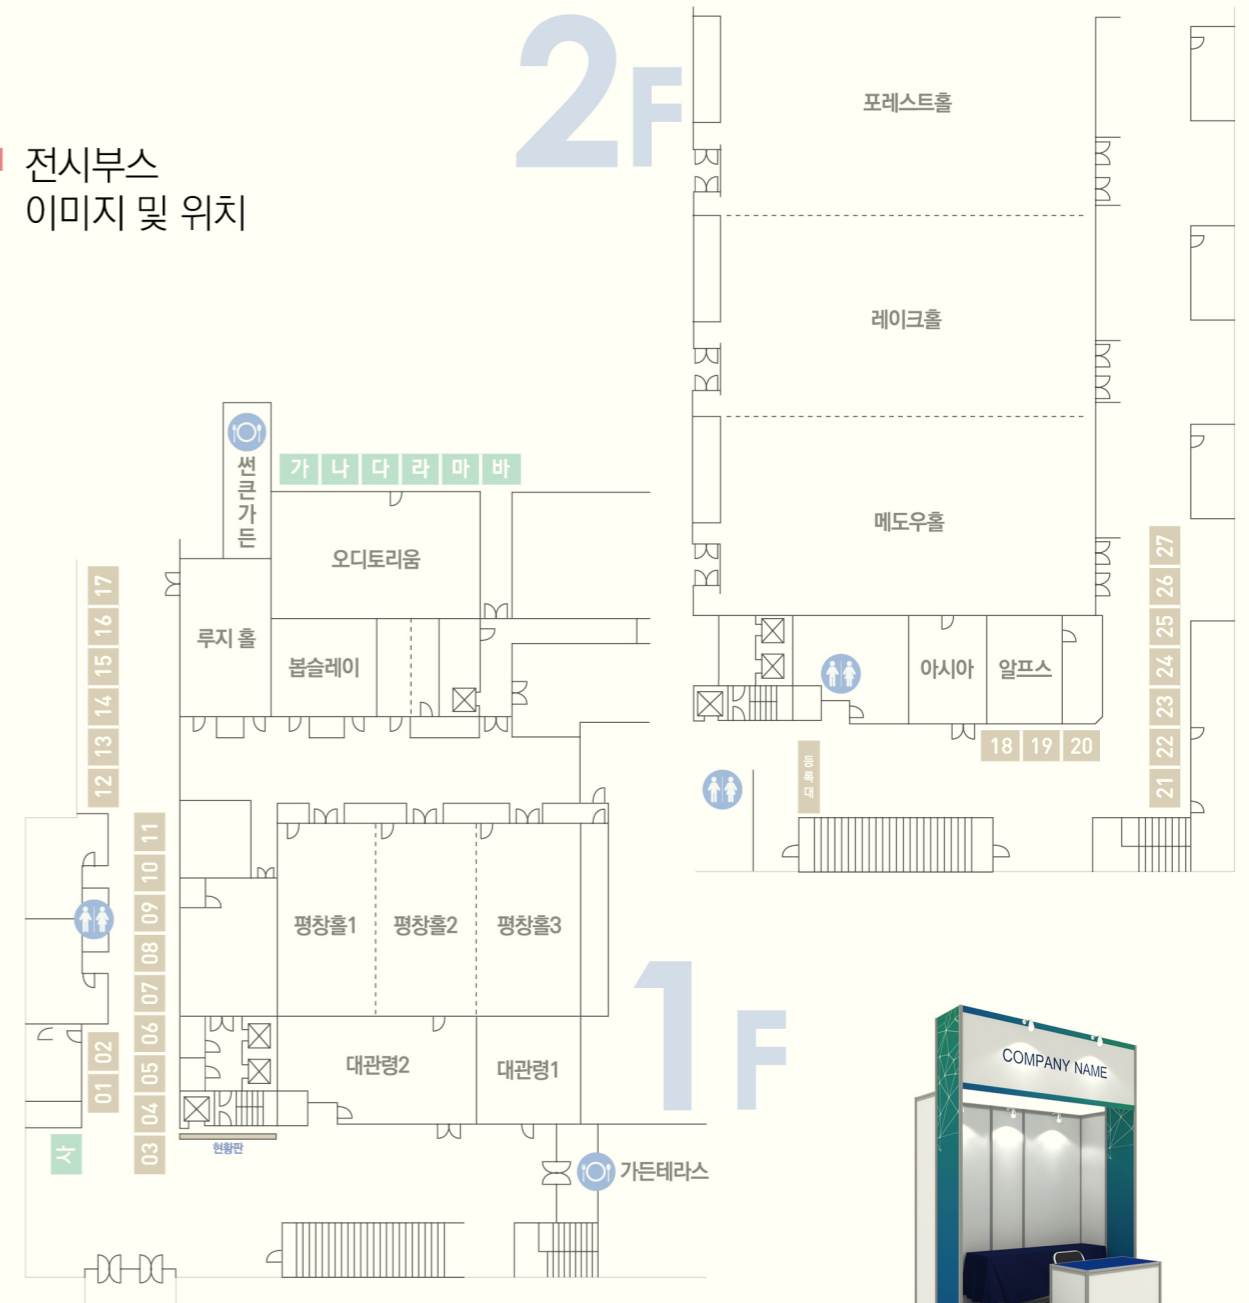 전시부스
이미지 및 위치
2F
포레스트홀
레이크홀
메도우홀
아시아
알프스
18
19
20
등록대
27
26
25
24
23
22
21
썬큰가든
가
나
다
라
마
바
오디토리움
루지 홀
봅슬레이
17
16
15
14
13
12
11
10
09
08
07
06
05
04
03
02
01
사
평창홀1
평창홀2
평창홀3
대관령2
대관령1
현황판
가든테라스
1F
COMPANY NAME